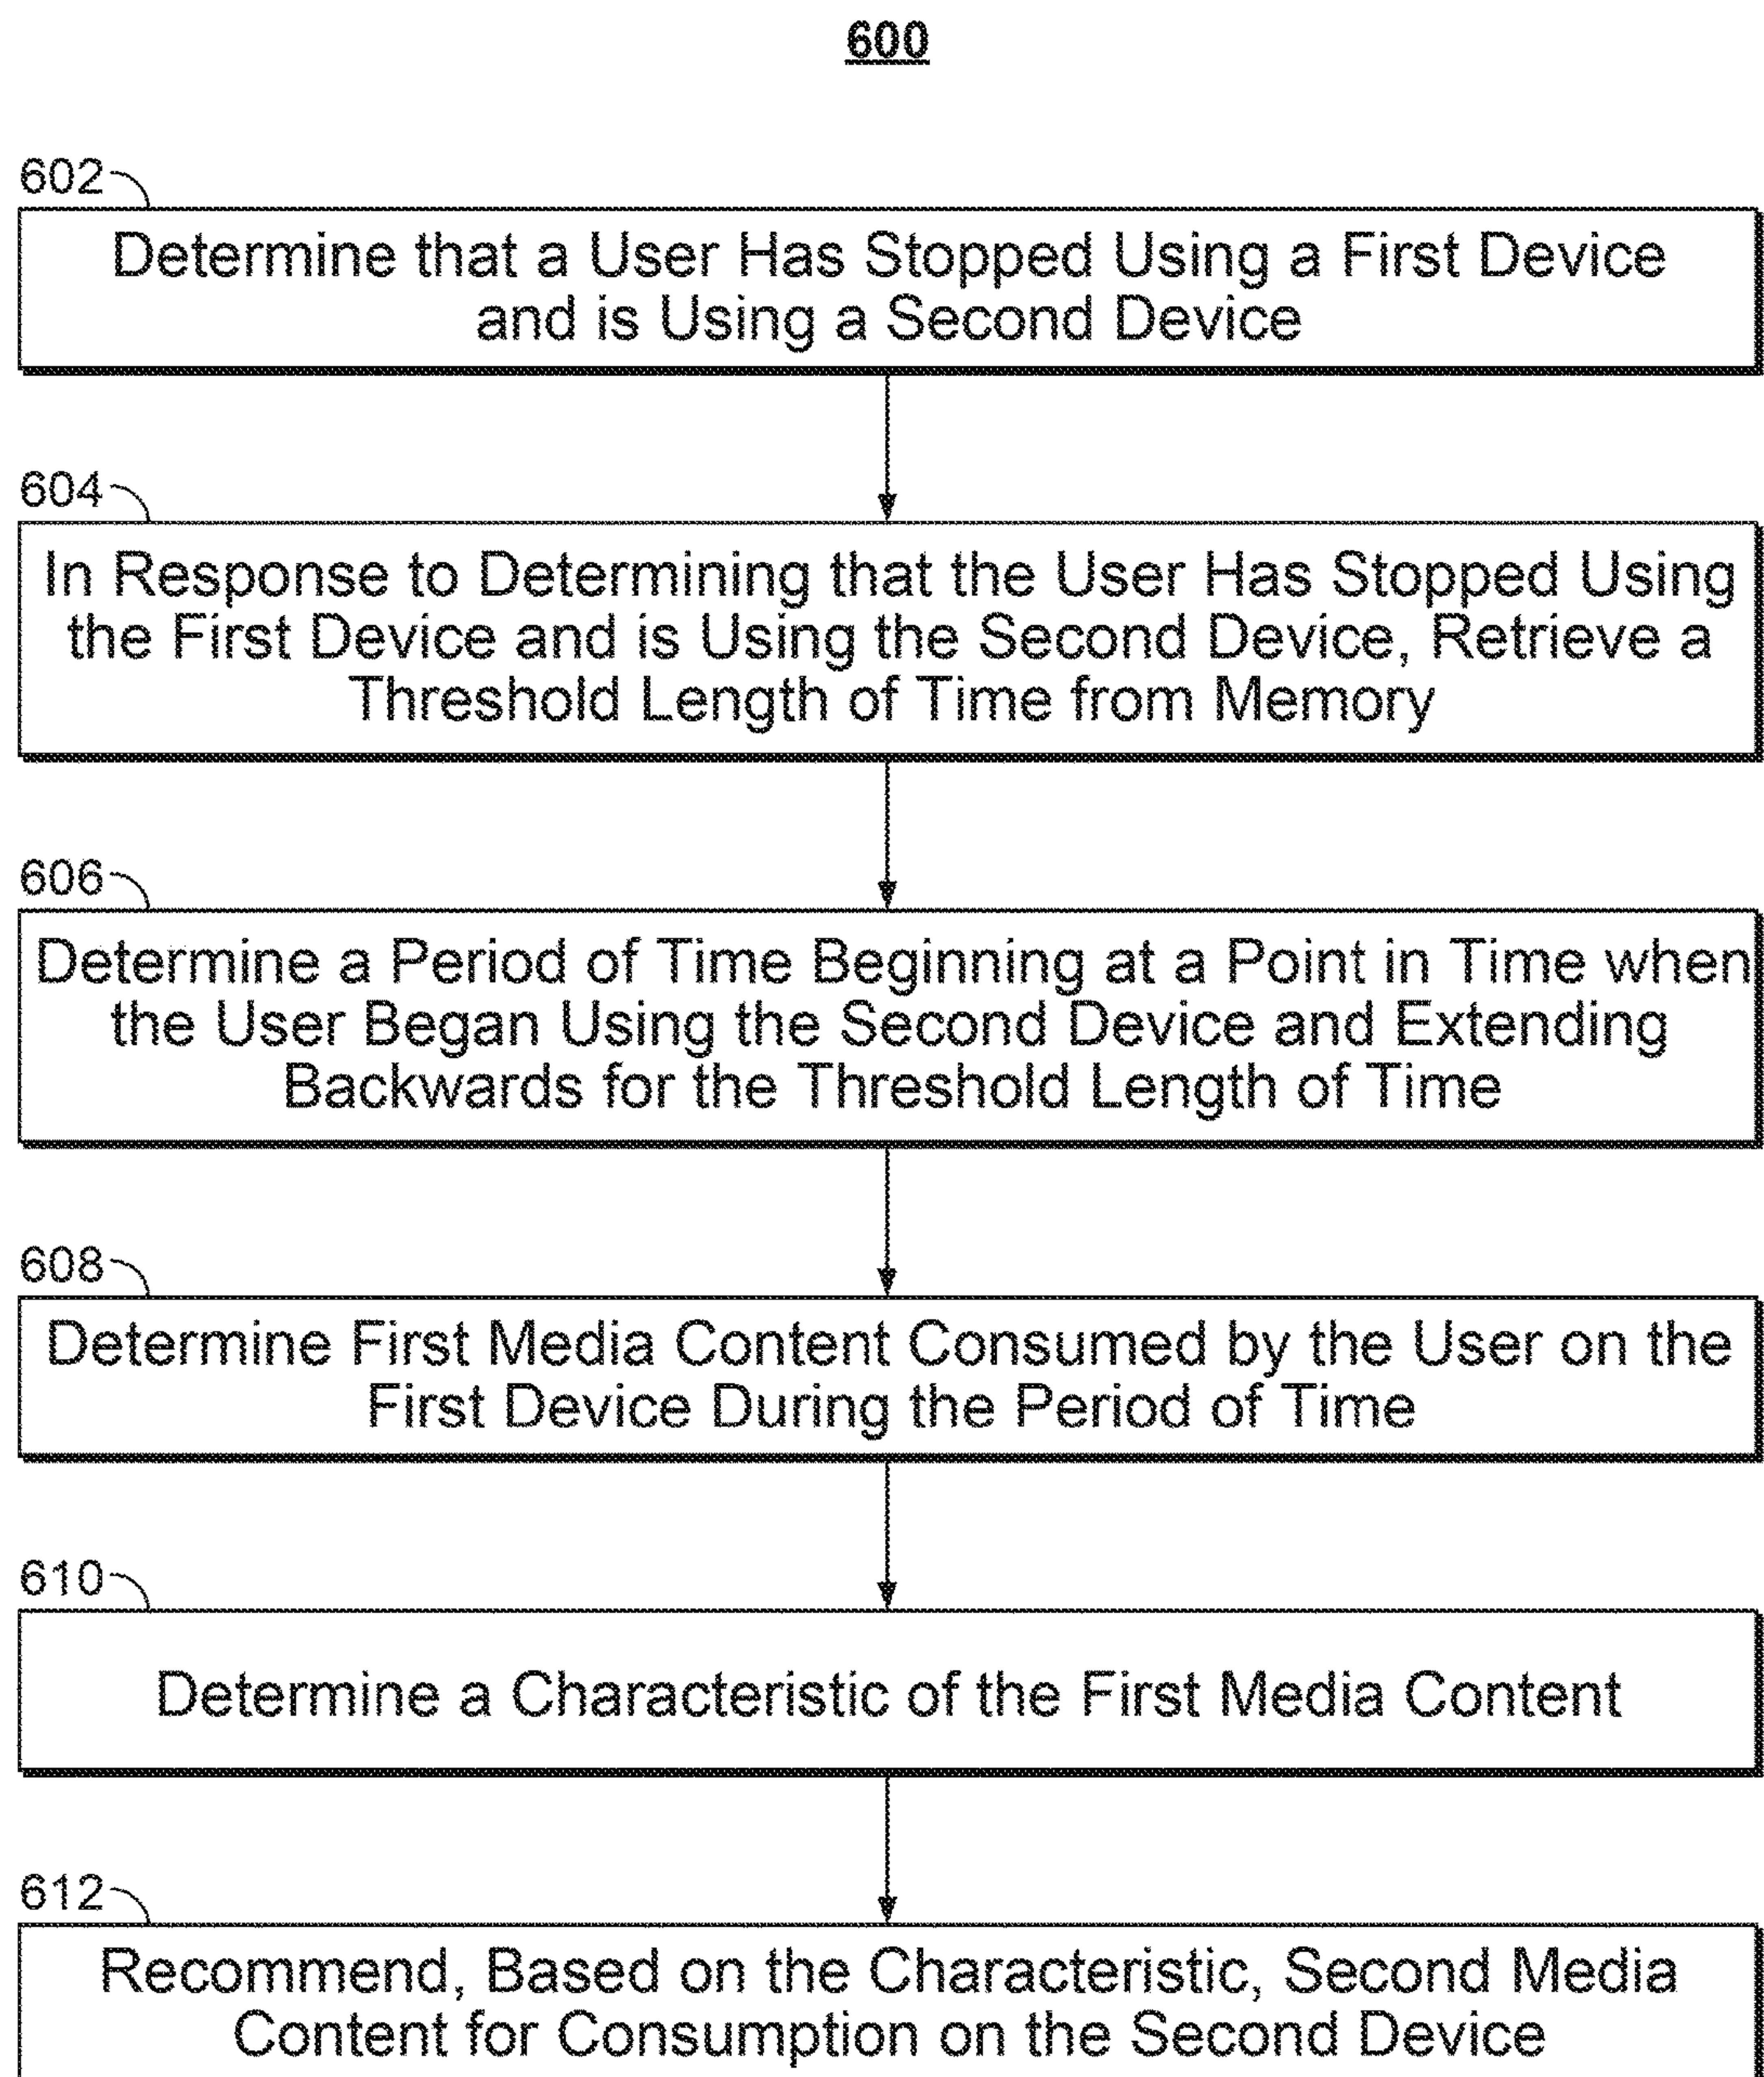 600
602
Determine that a User Has Stopped Using a First Device
and is Using a Second Device
604
In Response to Determining that the User Has Stopped Using
the First Device and is Using the Second Device, Retrieve a
Threshold Length of Time from Memory
606
Determine a Period of Time Beginning at a Point in Time when
the User Began Using the Second Device and Extending
Backwards for the Threshold Length of Time
608
Determine First Media Content Consumed by the User on the
First Device During the Period of Time
610
Determine a Characteristic of the First Media Content
612
Recommend, Based on the Characteristic, Second Media
Content for Consumption on the Second Device